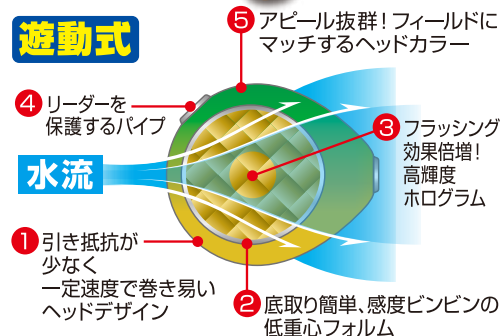 遊動式
⑤アピール抜群！フィールドに
マッチするヘッドカラー
④リーダーを
保護するパイプ
③フラッシング
効果倍増！
高輝度
ホログラム
水流
①引き抵抗が
少なく
一定速度で巻き易い
ヘッドデザイン
②底取り簡単、感度ビンビンの
低重心フォルム